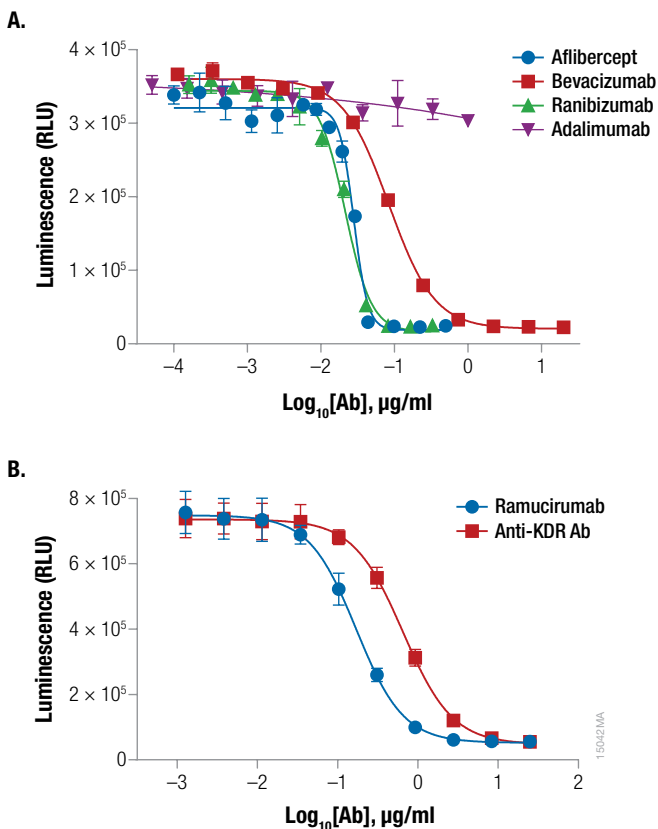 A.
4 × 10⁵
3 × 10⁵
2 × 10⁵
1 × 10⁵
0
Luminescence (RLU)
–4
–3
–2
–1
0
1
Log₁₀[Ab], µg/ml
Aflibercept
Bevacizumab
Ranibizumab
Adalimumab
B.
8 × 10⁵
6 × 10⁵
4 × 10⁵
2 × 10⁵
0
Luminescence (RLU)
–3
–2
–1
0
1
2
Log₁₀[Ab], µg/ml
Ramucirumab
Anti-KDR Ab
15042MA